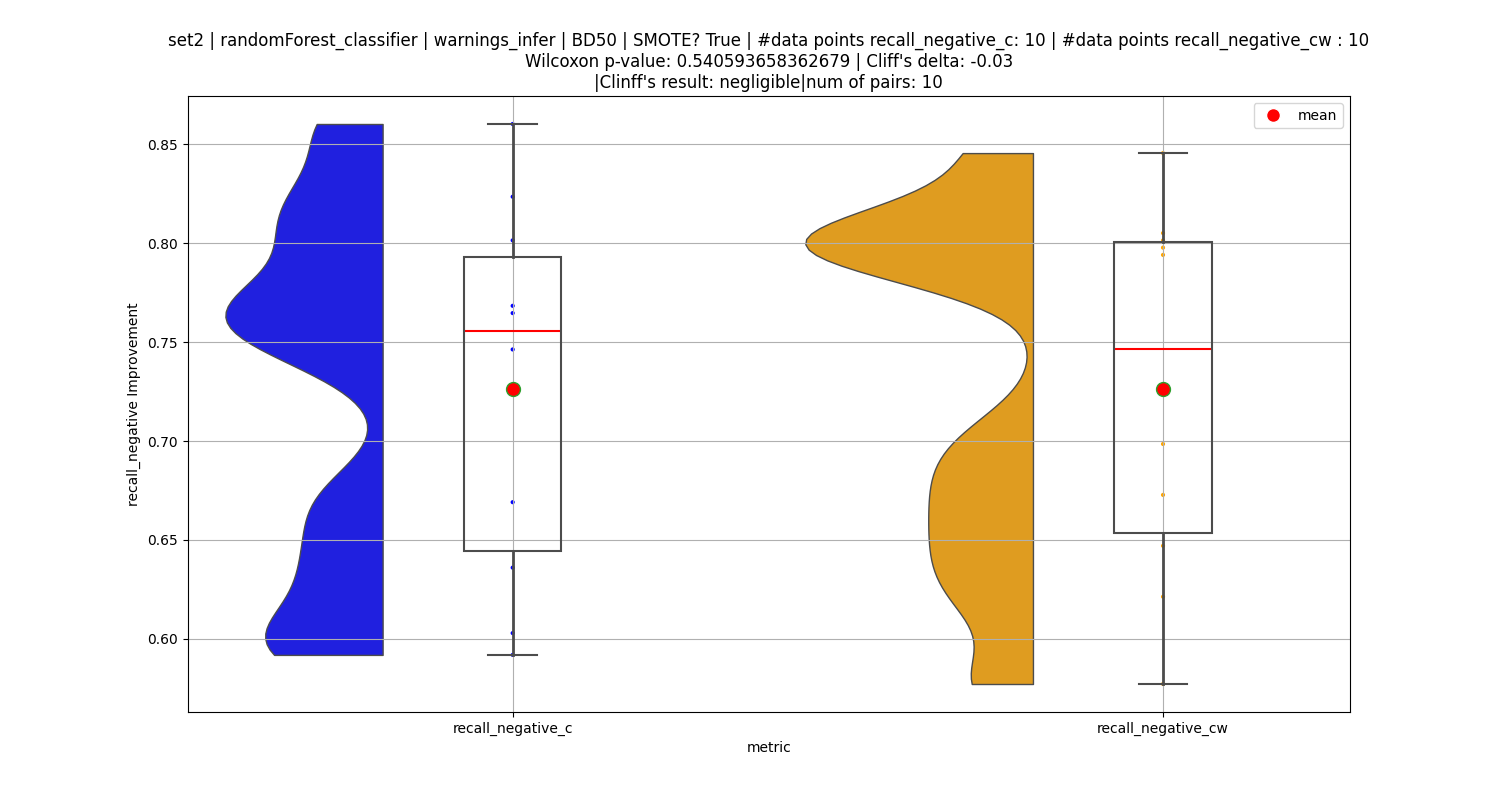 set2 | randomForest_classifier | warnings_infer | BD50 | SMOTE? True | #data points recall_negative_c: 10 | #data points recall_negative_cw : 10
Wilcoxon p-value: 0.540593658362679 | Cliff's delta: -0.03
|Clinff's result: negligible|num of pairs: 10
mean
0.85
0.80
0.75
0.70
0.65
0.60
recall_negative Improvement
recall_negative_c
recall_negative_cw
metric